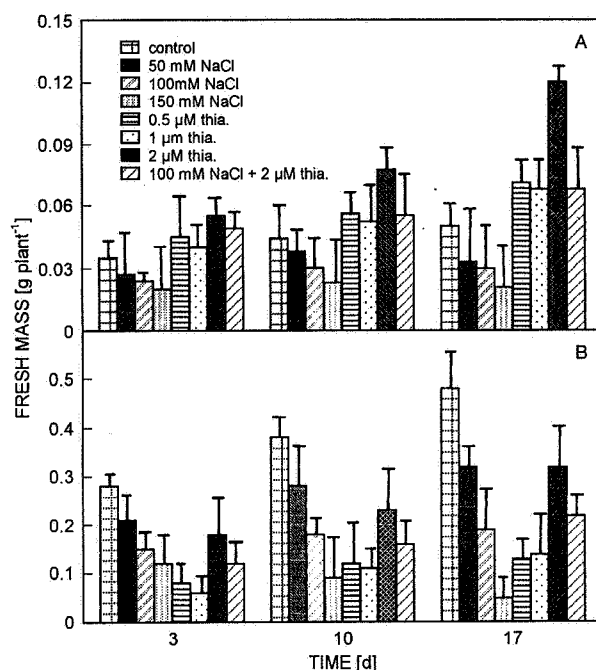 0.15
A
control
50 mM NaCl
100mM NaCl
150 mM NaCl
0.5 µM thia.
1 µm thia.
2 µM thia.
100 mM NaCl + 2 µM thia.
0.12
0.09
0.06
0.03
0
FRESH MASS [g plant⁻¹]
B
0.5
0.4
0.3
0.2
0.1
0
3 10 17
TIME [d]